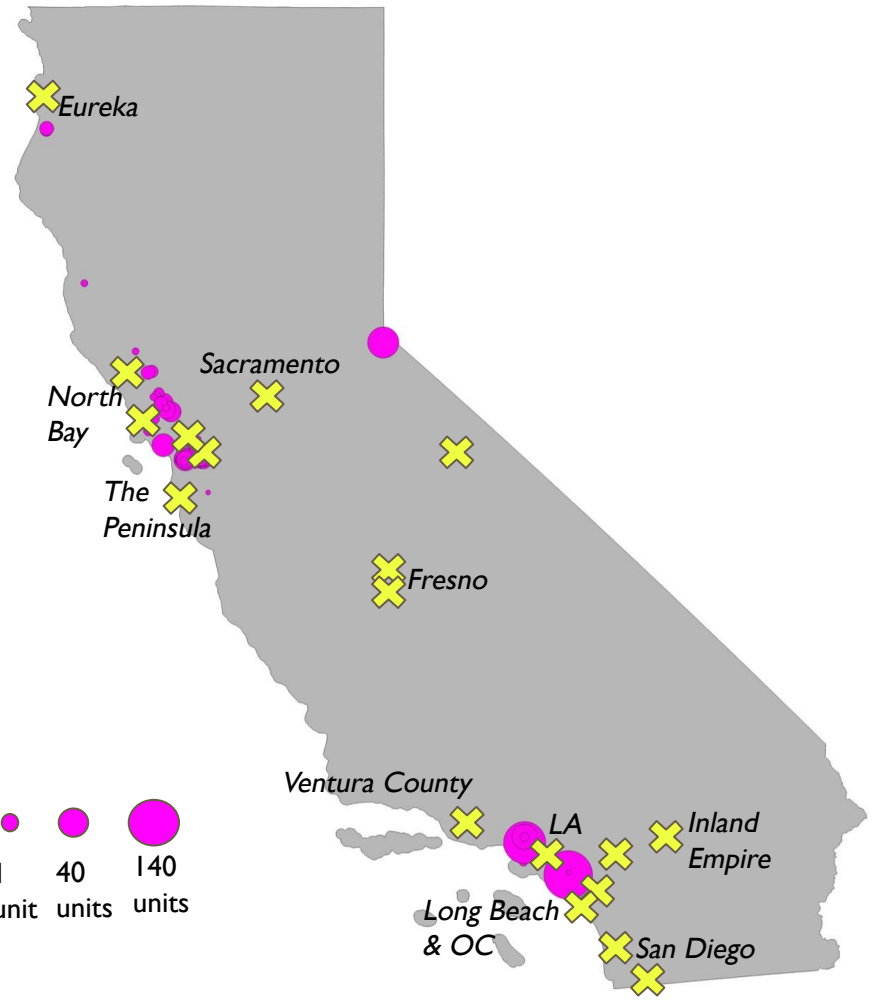 Eureka
Sacramento
North
Bay
The
Peninsula
Fresno
Ventura County
LA
Inland
Empire
Long Beach
& OC
San Diego
1 40 140
unit units units